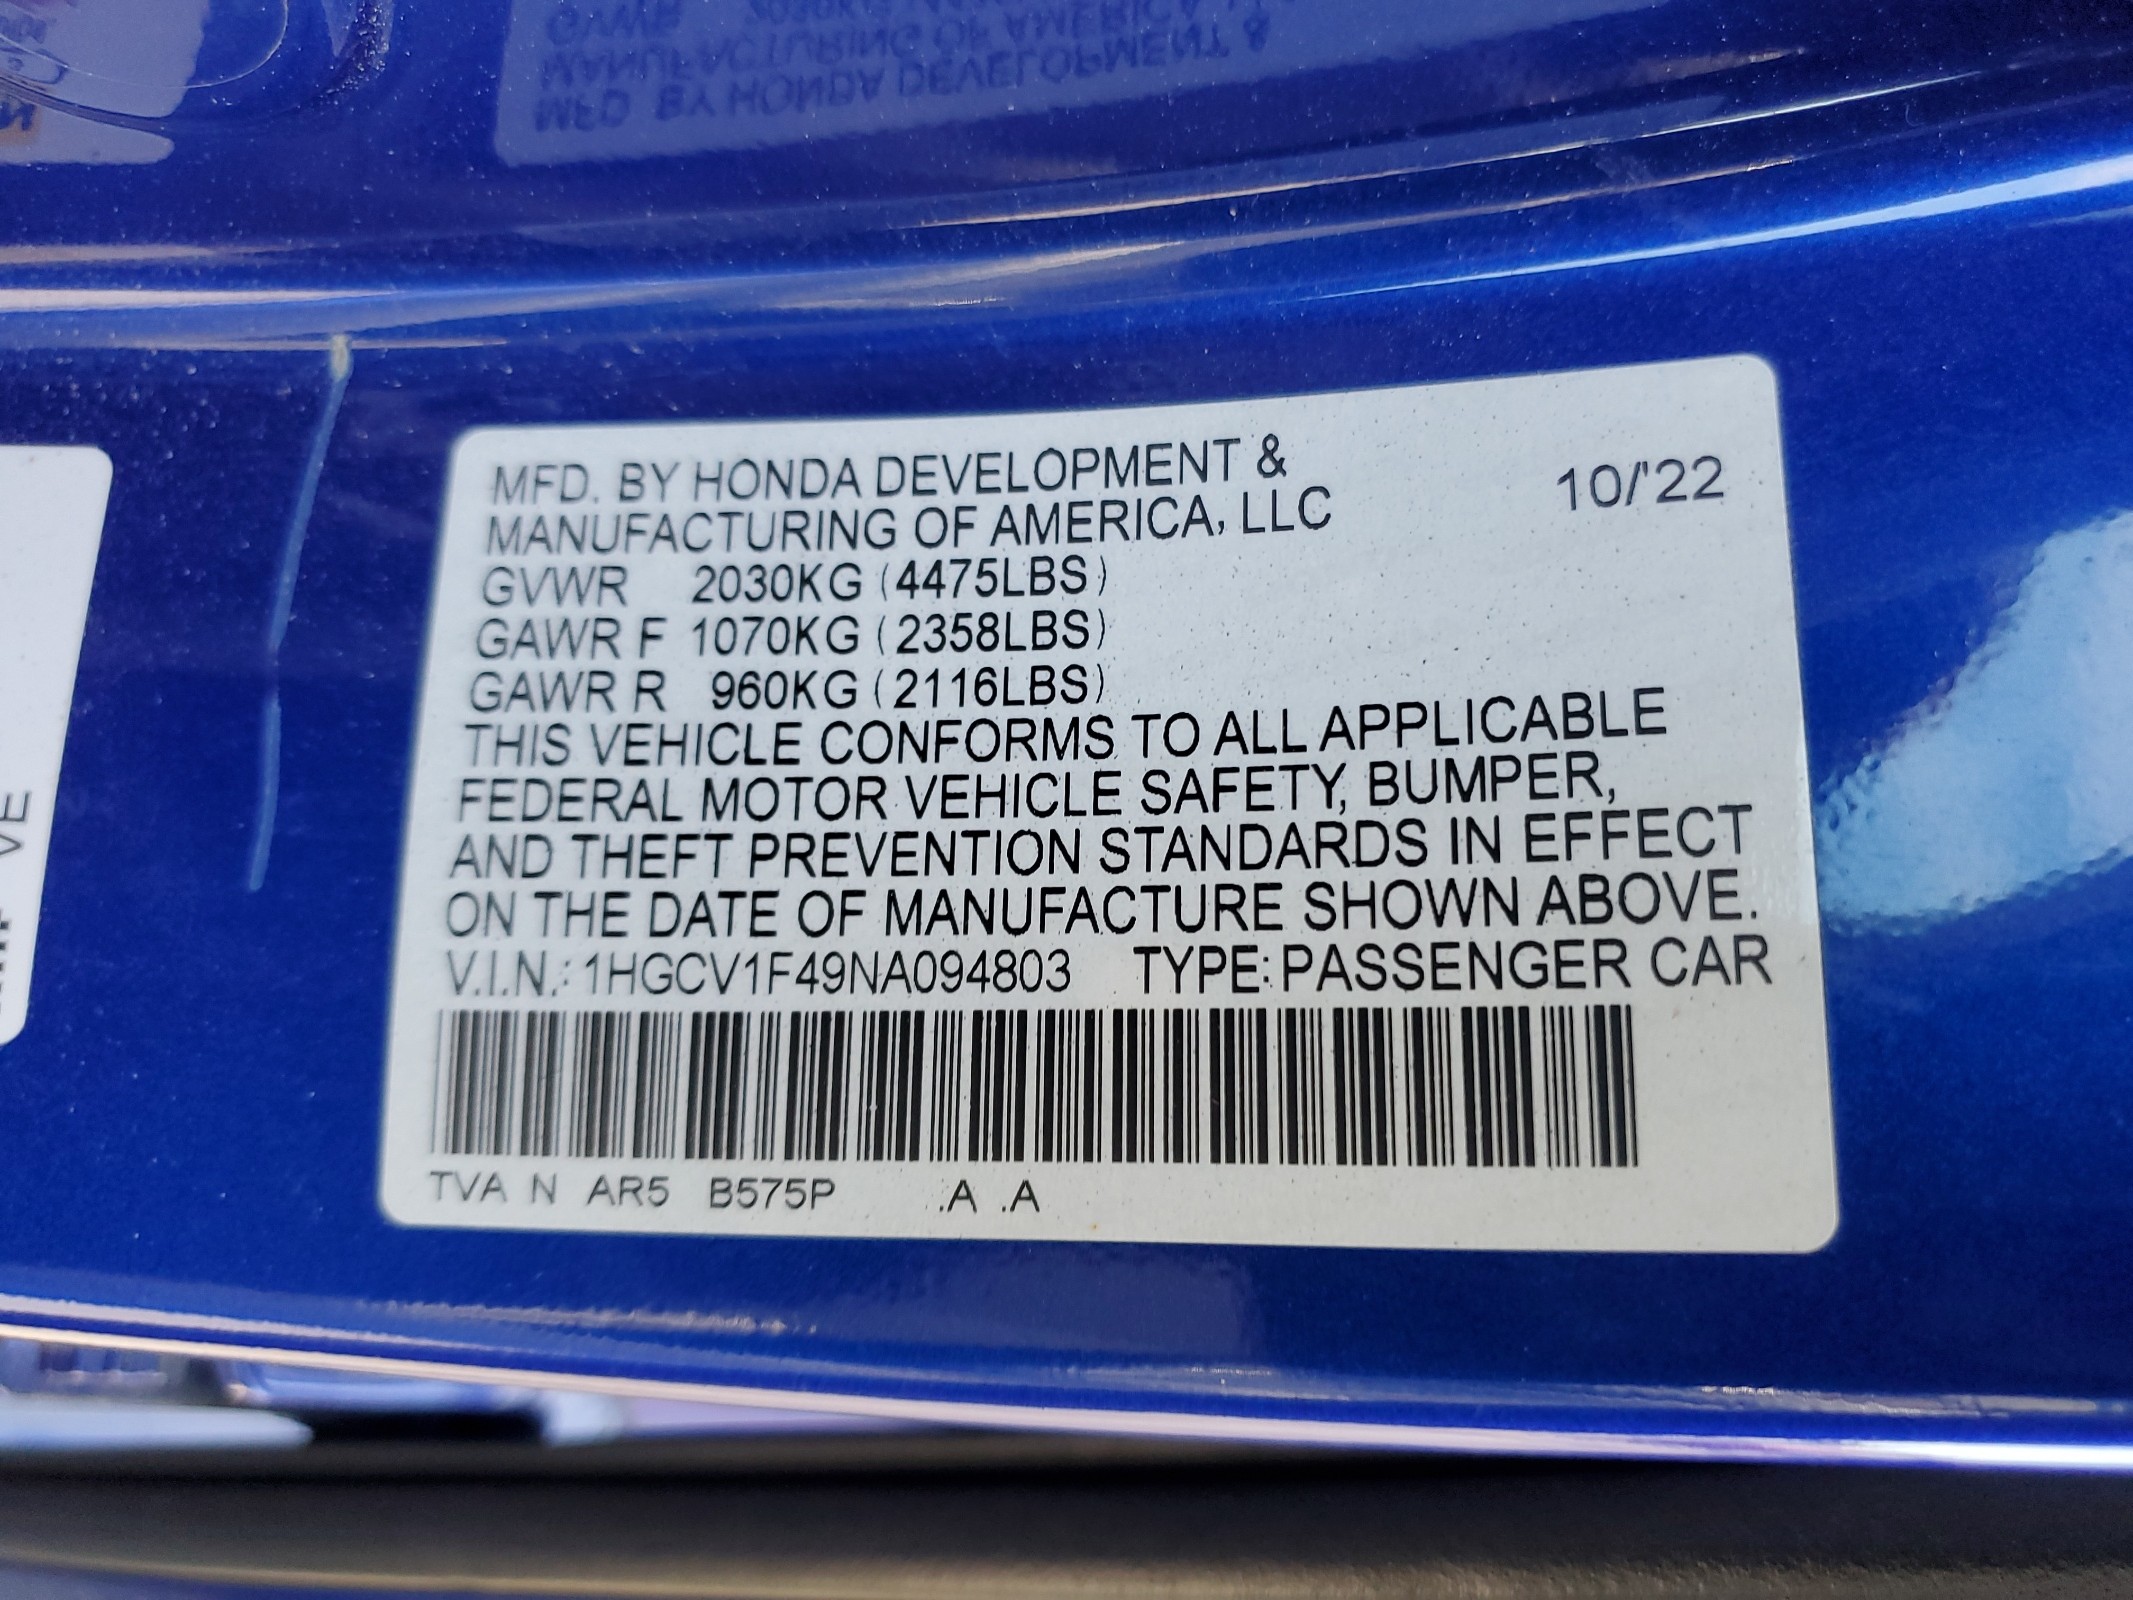 MFD. BY HONDA DEVELOPMENT &
MANUFACTURING OF AMERICA, LLC
10/'22
GVWR 2030KG (4475LBS)
GAWR F 1070KG (2358LBS)
GAWR R 960KG (2116LBS)
THIS VEHICLE CONFORMS TO ALL APPLICABLE
FEDERAL MOTOR VEHICLE SAFETY, BUMPER,
AND THEFT PREVENTION STANDARDS IN EFFECT
ON THE DATE OF MANUFACTURE SHOWN ABOVE.
V.I.N.: 1HGCV1F49NA094803 TYPE: PASSENGER CAR
TVA N AR5 B575P .A .A
VE